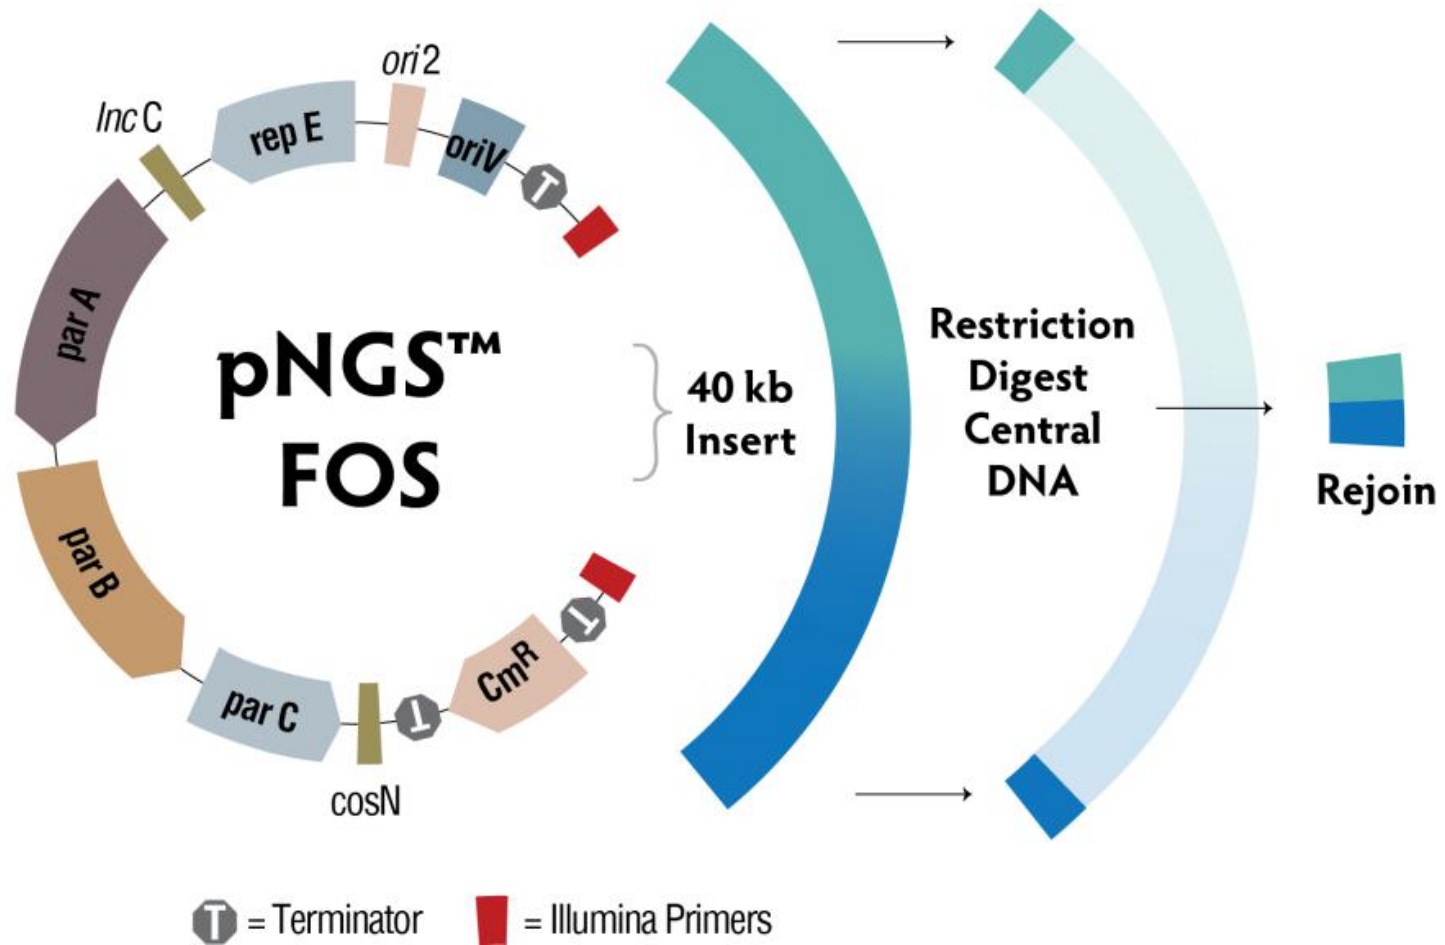 ori2
Inc C
rep E
oriV
T
par A
pNGS™
FOS
40 kb
Insert
Restriction
Digest
Central
DNA
Rejoin
par B
T
CmR
par C
T
cosN
T = Terminator
= Illumina Primers